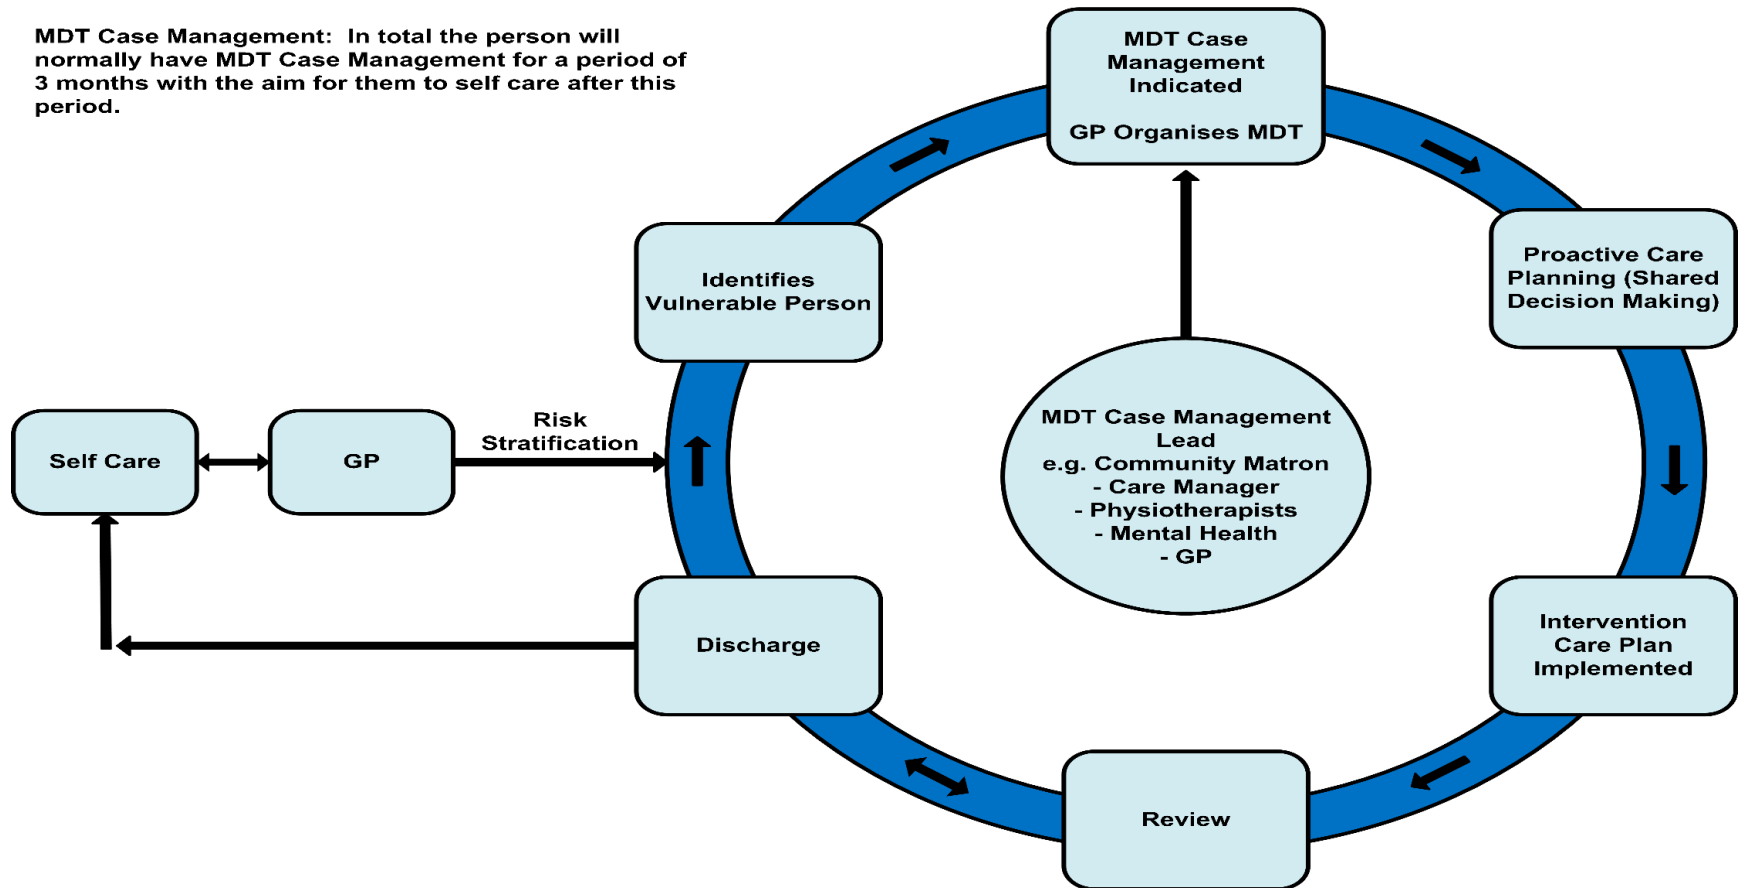 MDT Case Management:  In total the person will
normally have MDT Case Management for a period of
3 months with the aim for them to self care after this
period.
MDT Case
Management
Indicated
GP Organises MDT
Identifies
Vulnerable Person
Proactive Care
Planning (Shared
Decision Making)
Self Care
GP
Risk
Stratification
MDT Case Management
Lead
e.g. Community Matron
- Care Manager
- Physiotherapists
- Mental Health
- GP
Discharge
Intervention
Care Plan
Implemented
Review